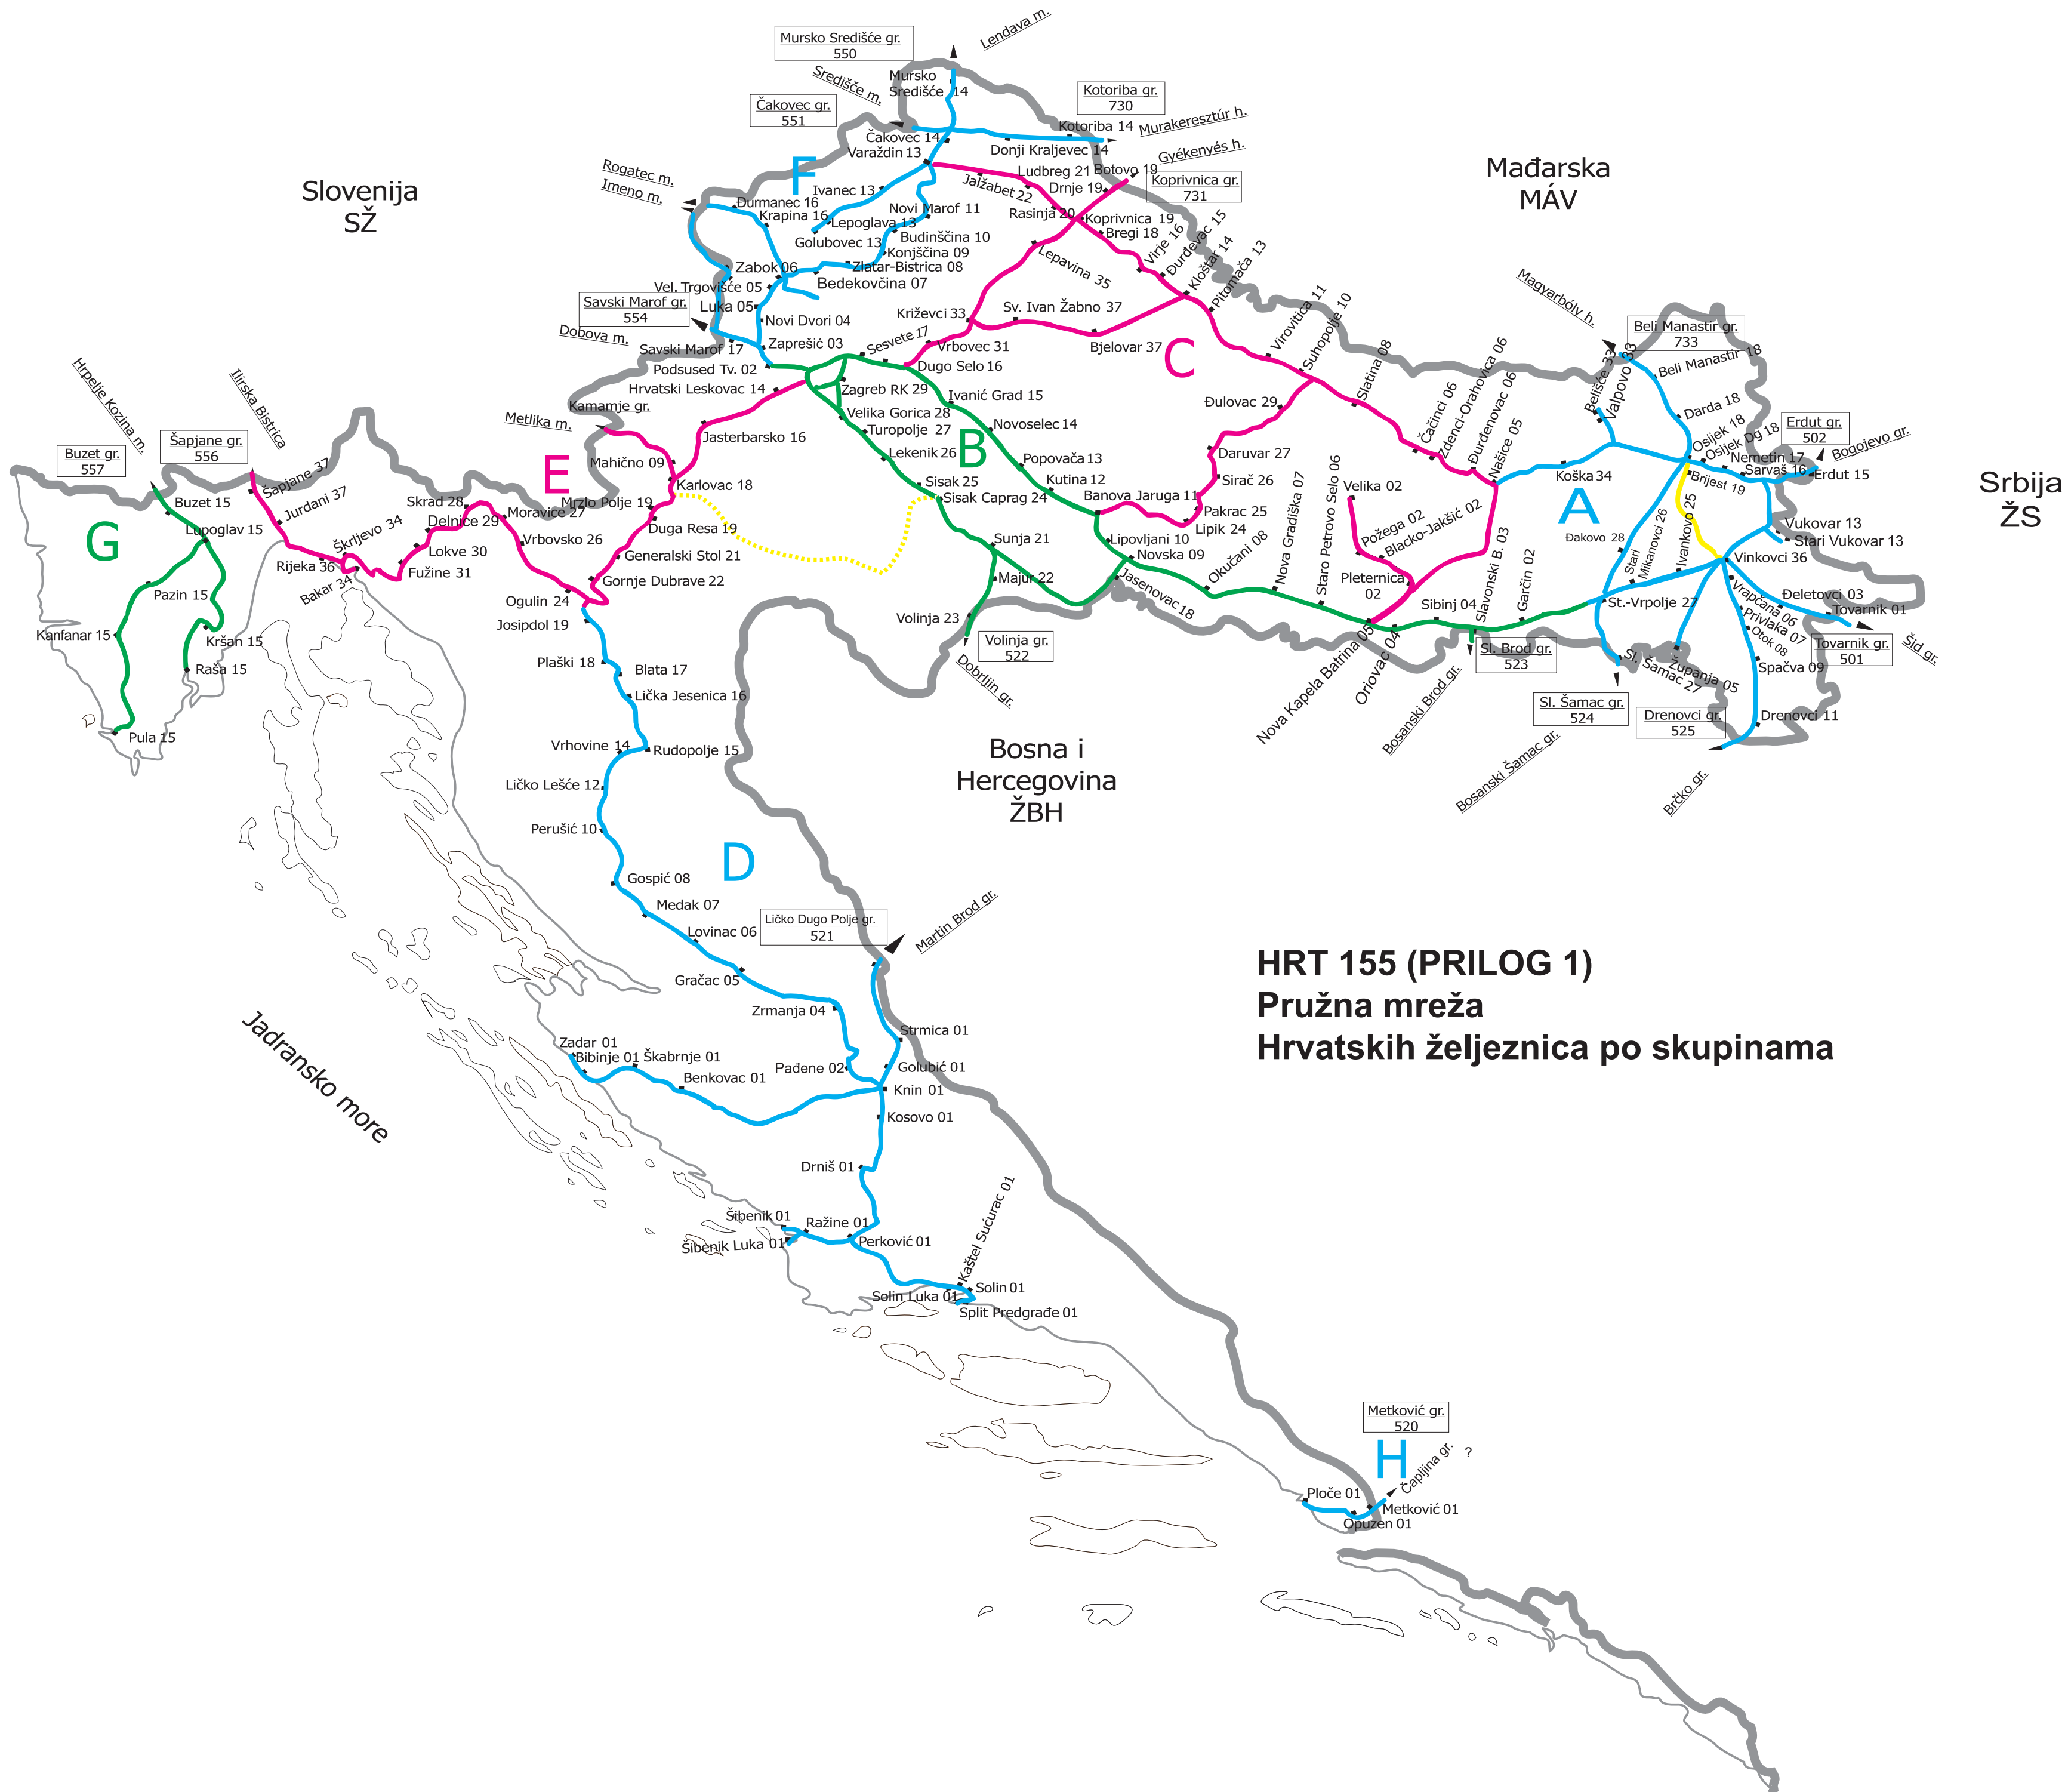 Mursko Središće gr.
550
Lendava m.
Središče m.
Mursko
Središće 14
Čakovec gr.
551
Kotoriba gr.
730
Čakovec 14
Kotoriba 14
Murakeresztúr h.
Donji Kraljevec 14
Varaždin 13
Gyékenyés h.
Mađarska
MÁV
Slovenija
SŽ
Rogatec m.
Imeno m.
F
Ivanec 13
Jalžabet 22
Ludbreg 21
Botovo 19
Drnje 19
Koprivnica gr.
731
Đurmanec 16
Krapina 16
Lepoglava 13
Golubovec 13
Novi Marof 11
Budinščina 10
Konjščina 09
Zlatar-Bistrica 08
Bedekovčina 07
Rasinja 20
Koprivnica 19
Bregi 18
Virje 16
Đurđevac 15
Kloštar 14
Pitomača 13
Lepavina 35
Zabok 06
Vel. Trgovišće 05
Luka 05
Savski Marof gr.
554
Novi Dvori 04
Dobova m.
Savski Marof 17
Zaprešić 03
Podsused Tv. 02
Hrvatski Leskovac 14
Križevci 33
Sv. Ivan Žabno 37
Bjelovar 37
C
Sesvete 17
Vrbovec 31
Dugo Selo 16
Zagreb RK 29
Ivanić Grad 15
Velika Gorica 28
Turopolje 27
Novoselec 14
Lekenik 26
B
Popovača 13
Sisak 25
Kutina 12
Sisak Caprag 24
Banova Jaruga 11
Virovitica 11
Suhopolje 10
Slatina 08
Đulovac 29
Daruvar 27
Sirač 26
Pakrac 25
Lipik 24
Čačinci 06
Zdenci-Orahovica 06
Đurđenovac 06
Našice 05
Magyarbóly h.
Beli Manastir gr.
733
Beli Manastir 18
Belišće 33
Valpovo 33
Darda 18
Osijek 18
Osijek Dg 18
Nemetin 17
Sarvaš 16
Erdut gr.
502
Bogojevo gr.
Erdut 15
Srbija
ŽS
Koška 34
A
Brijest 19
Vukovar 13
Stari Vukovar 13
Đakovo 28
Stari
Mikanovci 26
Ivankovo 25
Vinkovci 36
Hrpelje Kozina m.
Ilirska Bistrica
Buzet gr.
557
Šapjane gr.
556
Metlika m.
Kamamje gr.
Jasterbarsko 16
E
Mahično 09
Karlovac 18
Buzet 15
Šapjane 37
Jurdani 37
Skrad 28
Mrzlo Polje 19
Moravice 27
Duga Resa 19
Lupoglav 15
Delnice 29
G
Škrljevo 34
Vrbovsko 26
Lokve 30
Generalski Stol 21
Rijeka 36
Fužine 31
Gornje Dubrave 22
Bakar 34
Pazin 15
Ogulin 24
Kanfanar 15
Kršan 15
Josipdol 19
Raša 15
Plaški 18
Blata 17
Lička Jesenica 16
Pula 15
Vrhovine 14
Rudopolje 15
Ličko Lešće 12
Perušić 10
D
Sunja 21
Majur 22
Volinja 23
Volinja gr.
522
Dobrljin gr.
Lipovljani 10
Novska 09
Jasenovac 18
Okučani 08
Nova Gradiška 07
Staro Petrovo Selo 06
Velika 02
Požega 02
Blacko-Jakšić 02
Pleternica
02
Nova Kapela Batrina 05
Oriovac 04
Sibinj 04
Slavonski B. 03
Garčin 02
Sl. Brod gr.
523
Bosanski Brod gr.
St.-Vrpolje 27
Sl. Šamac 27
Županja 05
Sl. Šamac gr.
524
Bosanski Šamac gr.
Drenovci gr.
525
Brčko gr.
Vrapčana 06
Privlaka 07
Otok 08
Spačva 09
Drenovci 11
Đeletovci 03
Tovarnik 01
Tovarnik gr.
501
Šid gr.
Bosna i
Hercegovina
ŽBH
Gospić 08
Medak 07
Lovinac 06
Ličko Dugo Polje gr.
521
Martin Brod gr.
Gračac 05
Zrmanja 04
Strmica 01
Zadar 01
Bibinje 01
Škabrnje 01
Benkovac 01
Pađene 02
Golubić 01
Knin 01
Kosovo 01
Drniš 01
Jadransko more
HRT 155 (PRILOG 1)
Pružna mreža
Hrvatskih željeznica po skupinama
Šibenik 01
Ražine 01
Šibenik Luka 01
Perković 01
Kaštel Sućurac 01
Solin 01
Solin Luka 01
Split Predgrađe 01
Metković gr.
520
H
Čapljina gr.
?
Ploče 01
Metković 01
Opuzen 01